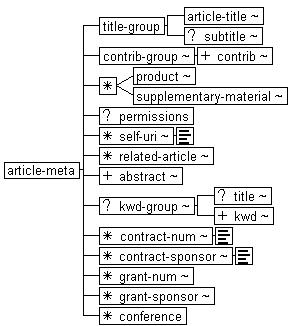 title-group
article-title ~
? subtitle ~
contrib-group ~
+ contrib ~
*
product ~
supplementary-material ~
? permissions
* self-uri ~
* related-article ~
article-meta
+ abstract ~
? kwd-group ~
? title ~
+ kwd ~
* contract-num ~
* contract-sponsor ~
* grant-num ~
* grant-sponsor ~
* conference